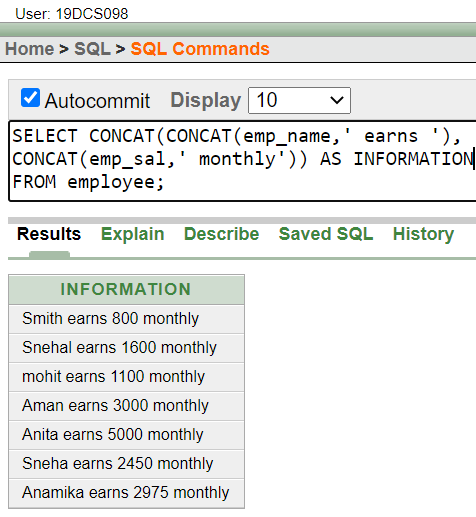 User: 19DCS098
Home > SQL > SQL Commands
Autocommit Display 10
SELECT CONCAT(CONCAT(emp_name,' earns '),
CONCAT(emp_sal,' monthly')) AS INFORMATION
FROM employee;
Results Explain Describe Saved SQL History
INFORMATION
Smith earns 800 monthly
Snehal earns 1600 monthly
mohit earns 1100 monthly
Aman earns 3000 monthly
Anita earns 5000 monthly
Sneha earns 2450 monthly
Anamika earns 2975 monthly